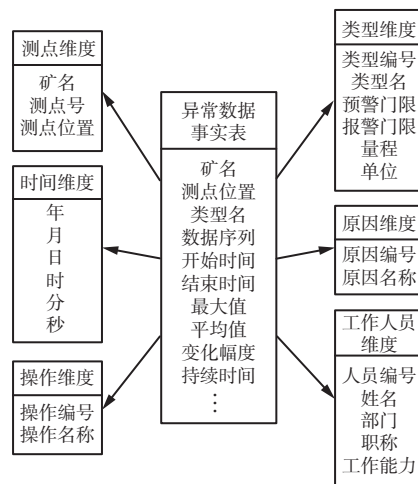 测点维度
矿名
测点号
测点位置
时间维度
年
月
日
时
分
秒
操作维度
操作编号
操作名称
异常数据
事实表
矿名
测点位置
类型名
数据序列
开始时间
结束时间
最大值
平均值
变化幅度
持续时间
⋮
类型维度
类型编号
类型名
预警门限
报警门限
量程
单位
原因维度
原因编号
原因名称
工作人员
维度
人员编号
姓名
部门
职称
工作能力